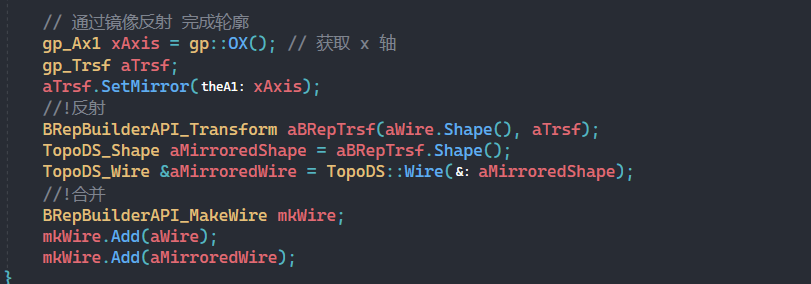 // 通过镜像反射 完成轮廓
gp_Ax1 xAxis = gp::OX(); // 获取 x 轴
gp_Trsf aTrsf;
aTrsf.SetMirror(theA1: xAxis);
//!反射
BRepBuilderAPI_Transform aBRepTrsf(aWire.Shape(), aTrsf);
TopoDS_Shape aMirroredShape = aBRepTrsf.Shape();
TopoDS_Wire &aMirroredWire = TopoDS::Wire(&: aMirroredShape);
//!合并
BRepBuilderAPI_MakeWire mkWire;
mkWire.Add(aWire);
mkWire.Add(aMirroredWire);
}